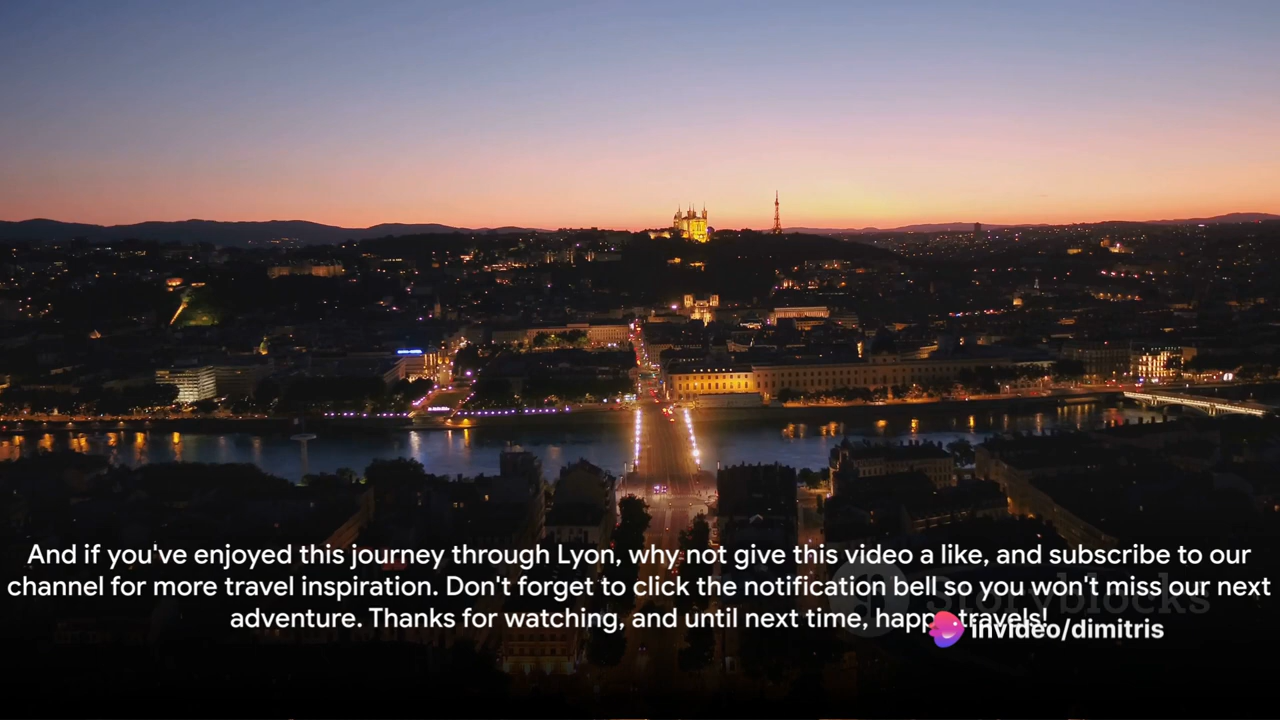 And if you've enjoyed this journey through Lyon, why not give this video a like, and subscribe to our
channel for more travel inspiration. Don't forget to click the notification bell so you won't miss our next
adventure. Thanks for watching, and until next time, happy travels!
Storyblocks
invideo/dimitris